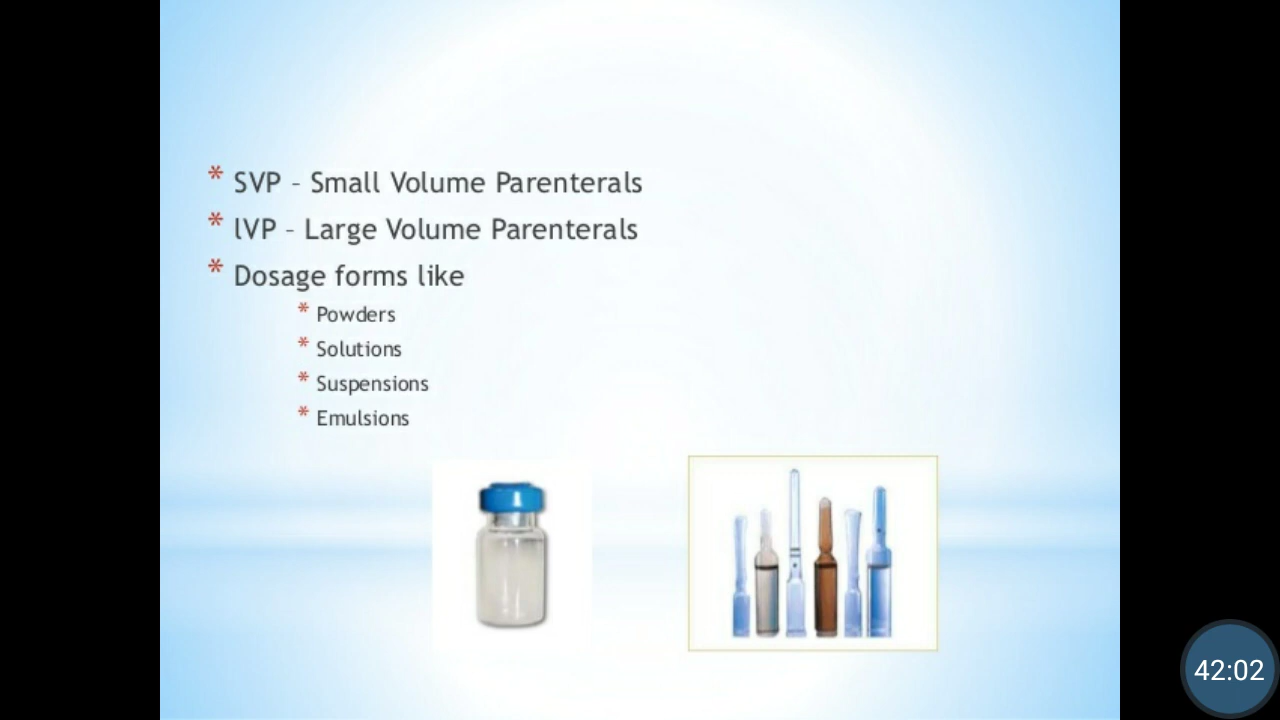 * SVP – Small Volume Parenterals
* lVP – Large Volume Parenterals
* Dosage forms like
* Powders
* Solutions
* Suspensions
* Emulsions
42:02